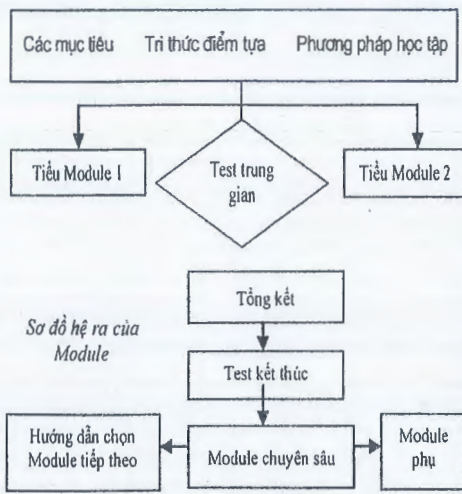 Các mục tiêu Tri thức điểm tựa Phương pháp học tập
Tiểu Module 1
Test trung
gian
Tiểu Module 2
Tổng kết
Sơ đồ hệ ra của
Module
Test kết thúc
Hướng dẫn chọn
Module tiếp theo
Module chuyên sâu
Module
phụ